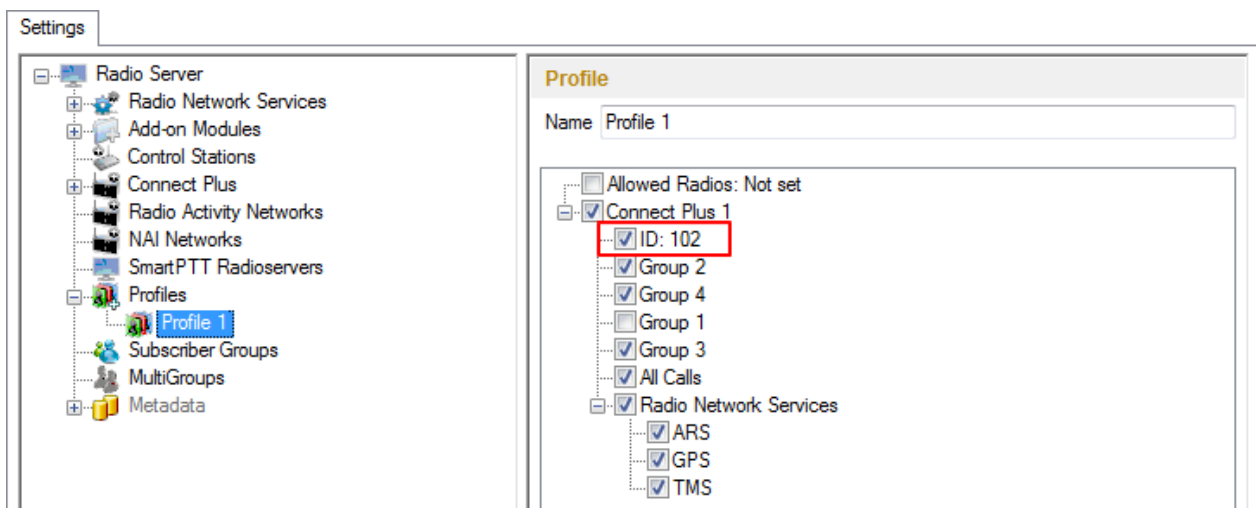 Settings
Radio Server
Radio Network Services
Add-on Modules
Control Stations
Connect Plus
Radio Activity Networks
NAI Networks
SmartPTT Radioservers
Profiles
Profile 1
Subscriber Groups
MultiGroups
Metadata
Profile
Name Profile 1
Allowed Radios: Not set
Connect Plus 1
ID: 102
Group 2
Group 4
Group 1
Group 3
All Calls
Radio Network Services
ARS
GPS
TMS